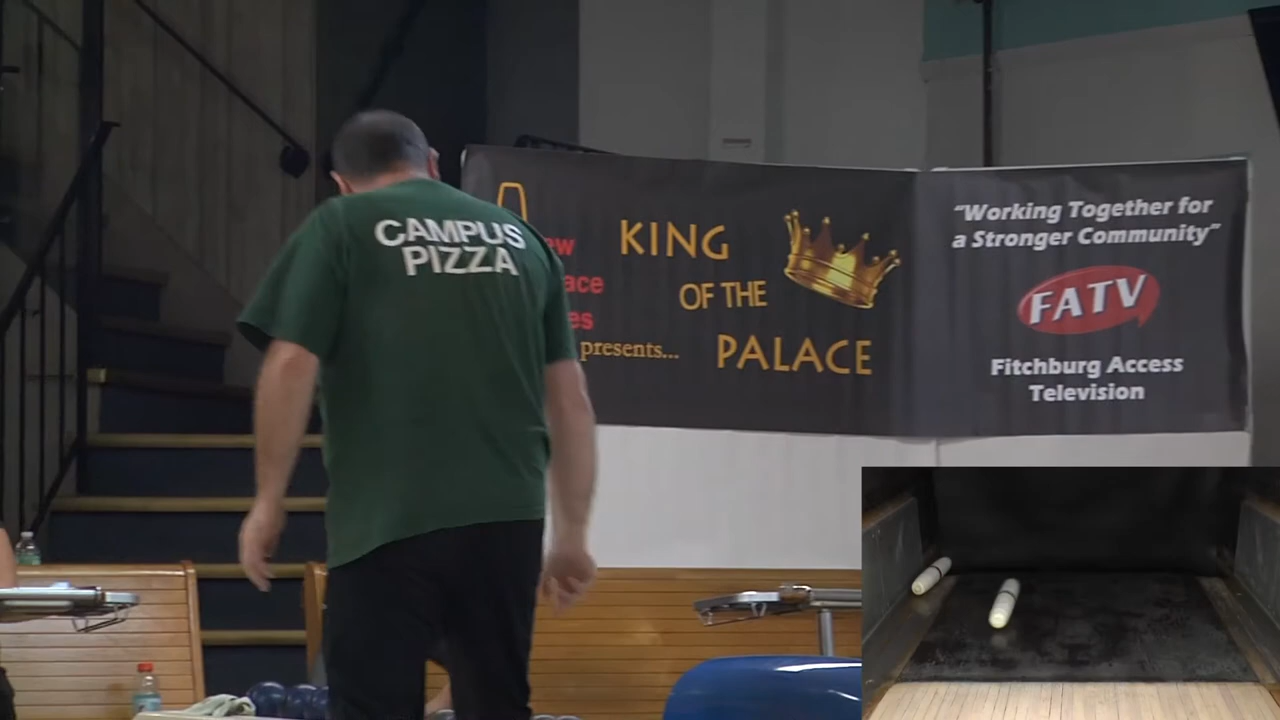 CAMPUS
PIZZA
KING
OF THE
PALACE
presents...
"Working Together for
a Stronger Community"
FATV
Fitchburg Access
Television